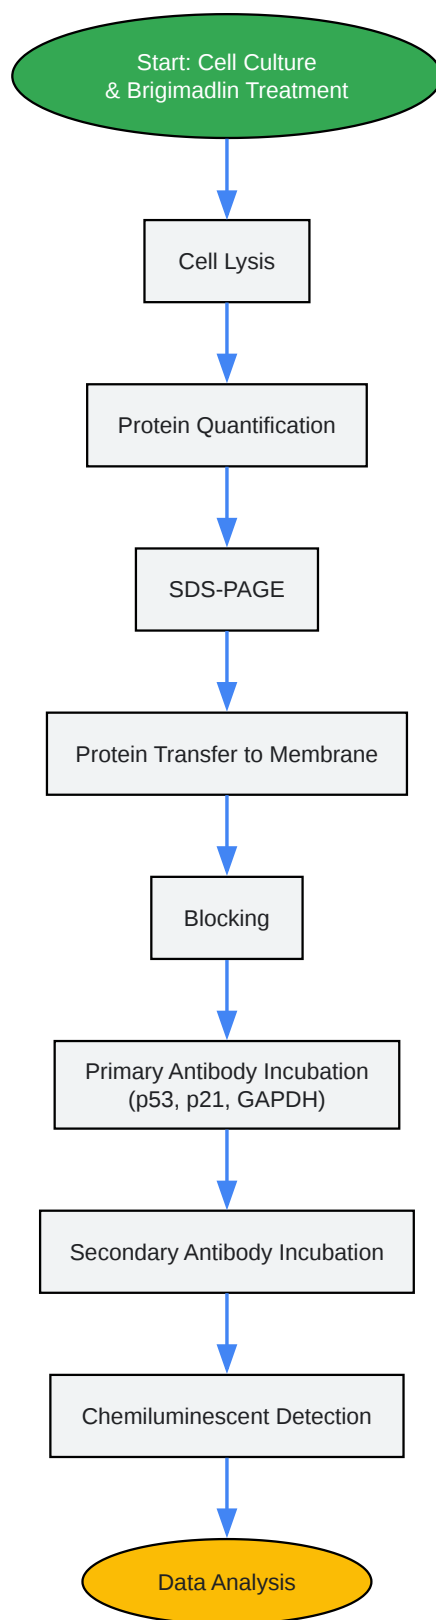 Start: Cell Culture
& Brigimadlin Treatment
Cell Lysis
Protein Quantification
SDS-PAGE
Protein Transfer to Membrane
Blocking
Primary Antibody Incubation
(p53, p21, GAPDH)
Secondary Antibody Incubation
Chemiluminescent Detection
Data Analysis